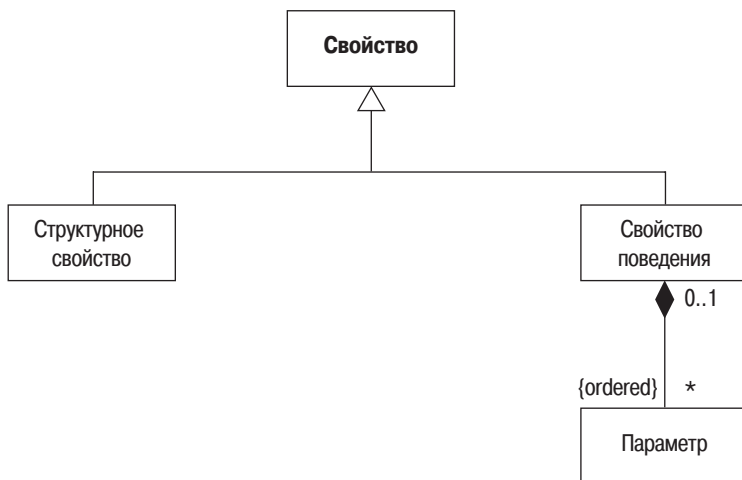 Свойство
Структурное
свойство
Свойство
поведения
0..1
{ordered} *
Параметр